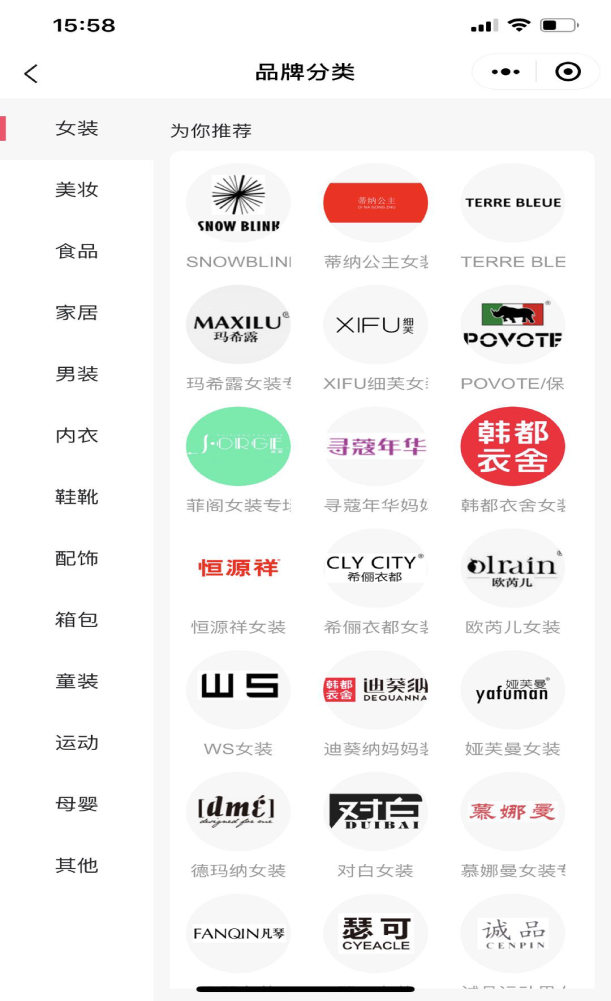 15:58
品牌分类
女装
美妆
食品
家居
男装
内衣
鞋靴
配饰
箱包
童装
运动
母婴
其他
为你推荐
SNOW BLINK
蒂纳公主
TERRE BLEUE
SNOWBLIN
蒂纳公主女装
TERRE BLE
MAXILU®
玛希露
XIFU 细芙
POVOTE
玛希露女装专
XIFU细芙女
POVOTE/保
寻蔻年华
韩都
衣舍
菲阁女装专
寻蔻年华妈妈
韩都衣舍女装
恒源祥
CLY CITY®
希俪衣都
olrain
欧芮儿
恒源祥女装
希俪衣都女装
欧芮儿女装
WS
韩都衣舍 迪葵纳
DEQUANNA
娅芙曼®
yafuman
WS女装
迪葵纳妈妈装
娅芙曼女装
[dmé]
designed for me
对白
DUIBAI
慕娜曼
德玛纳女装
对白女装
慕娜曼女装专
FANQIN凡琴
瑟可
CYEACLE
诚品
CENPIN